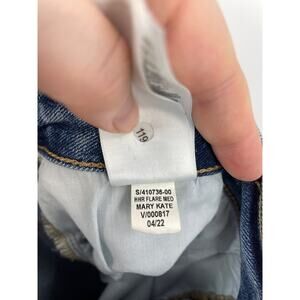 119
S/410736-00
HHR FLARE MED
MARY KATE
V/000817
04/22